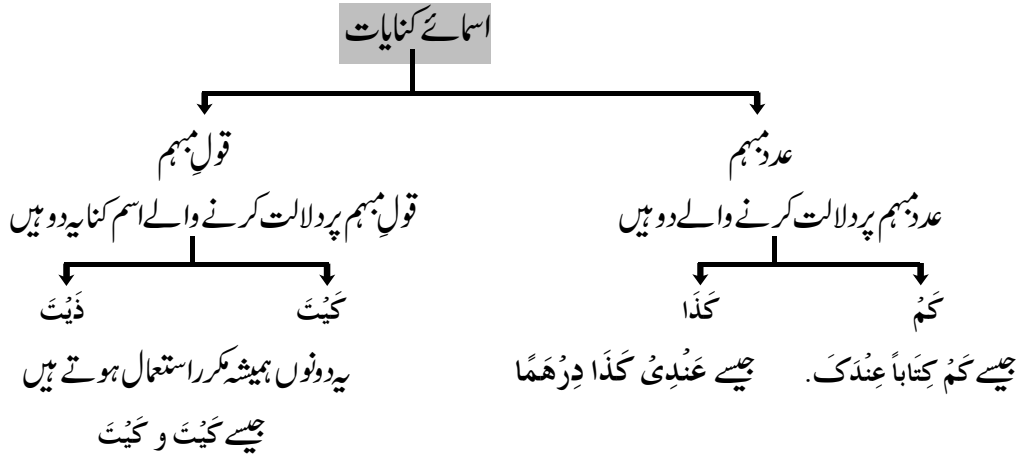 اسمائے کنایات
عدد مبہم
قولِ مبہم
عدد مبہم پر دلالت کرنے والے دو ہیں
قولِ مبہم پر دلالت کرنے والے اسم کنایہ دو ہیں
کَمْ
کَذَا
کَیْتَ
ذَیْتَ
جیسے کَمْ کِتَاباً عِنْدَکَ.
جیسے عَنْدِیْ کَذَا دِرْهَمًا
یہ دونوں ہمیشہ مکرر استعمال ہوتے ہیں
جیسے کَیْتَ و کَیْتَ